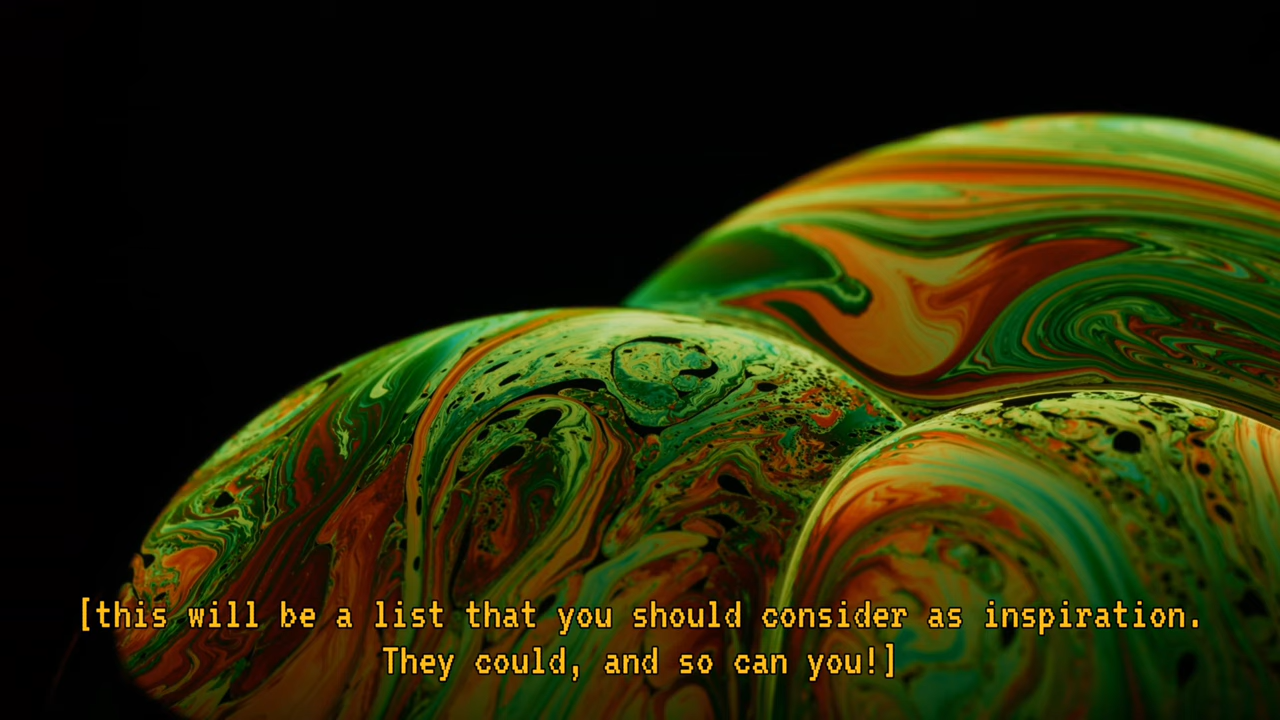 [this will be a list that you should consider as inspiration.
They could, and so can you!]